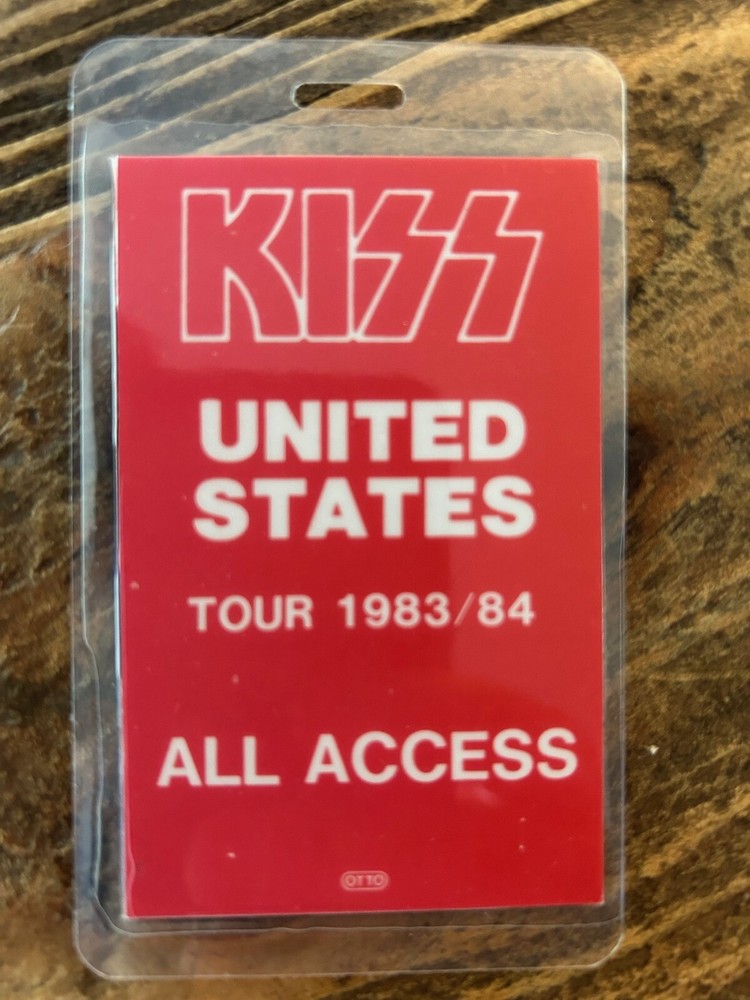 KISS
UNITED
STATES
TOUR 1983/84
ALL ACCESS
OTTO